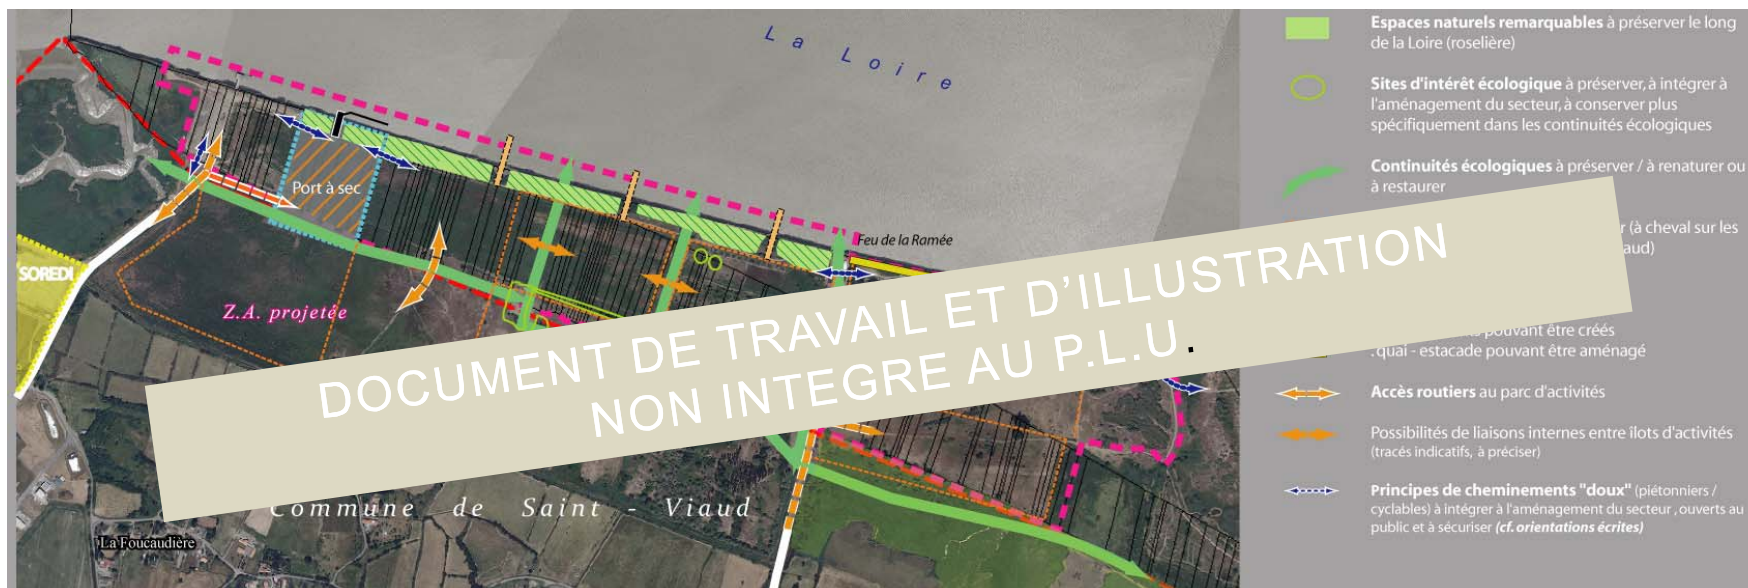 La Loire
Port à sec
Feu de la Ramée
SOREDI
Z.A. projetée
DOCUMENT DE TRAVAIL ET D'ILLUSTRATION
NON INTEGRE AU P.L.U.
Commune de Saint - Viaud
La Foucaudière
Espaces naturels remarquables à préserver le long
de la Loire (roselière)
Sites d'intérêt écologique à préserver, à intégrer à
l'aménagement du secteur, à conserver plus
spécifiquement dans les continuités écologiques
Continuités écologiques à préserver / à renaturer ou
à restaurer
(à cheval sur les
pouvant être créés
. quai - estacade pouvant être aménagé
Accès routiers au parc d'activités
Possibilités de liaisons internes entre îlots d'activités
(tracés indicatifs, à préciser)
Principes de cheminements "doux" (piétonniers /
cyclables) à intégrer à l'aménagement du secteur, ouverts au
public et à sécuriser (cf. orientations écrites)